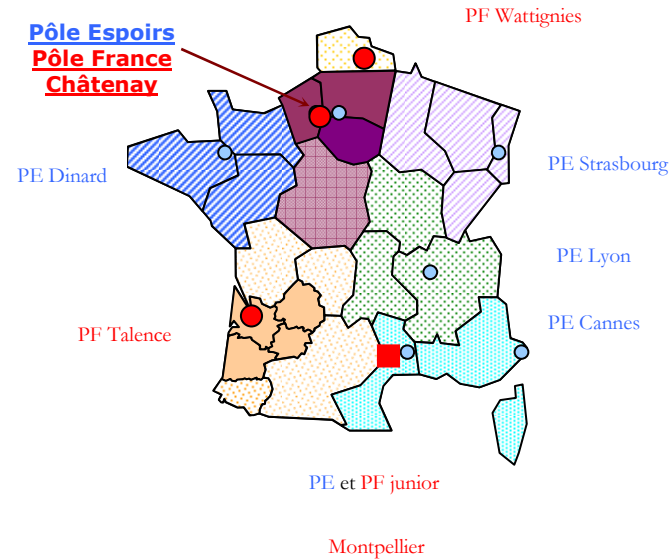 PF Wattignies
Pôle Espoirs
Pôle France
Châtenay
PE Dinard
PE Strasbourg
PE Lyon
PE Cannes
PF Talence
PE et PF junior
Montpellier